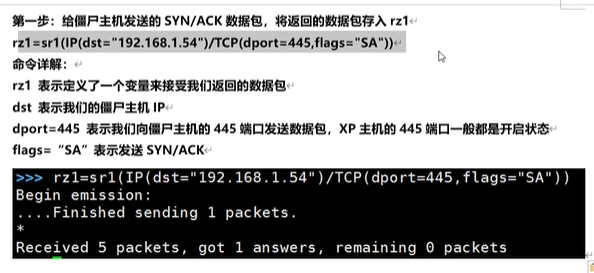 第一步：给僵尸主机发送的 SYN/ACK 数据包，将返回的数据包存入 rz1
rz1=sr1(IP(dst="192.168.1.54")/TCP(dport=445,flags="SA"))
命令详解：
rz1 表示定义了一个变量来接受我们返回的数据包
dst 表示我们的僵尸主机 IP
dport=445 表示我们向僵尸主机的 445 端口发送数据包，XP 主机的 445 端口一般都是开启状态
flags=“SA”表示发送 SYN/ACK
>>> rz1=sr1(IP(dst="192.168.1.54")/TCP(dport=445,flags="SA"))
Begin emission:
....Finished sending 1 packets.
*
Received 5 packets, got 1 answers, remaining 0 packets